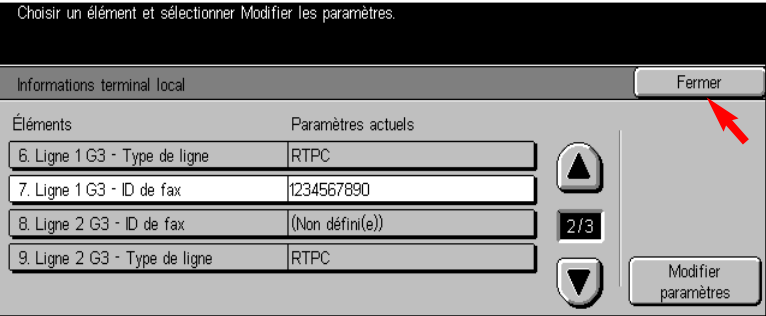 Choisir un élément et sélectionner Modifier les paramètres.
Informations terminal local
Fermer
Éléments Paramètres actuels
6. Ligne 1 G3 - Type de ligne RTPC
7. Ligne 1 G3 - ID de fax 1234567890
8. Ligne 2 G3 - ID de fax (Non défini(e))
9. Ligne 2 G3 - Type de ligne RTPC
2/3
Modifier
paramètres